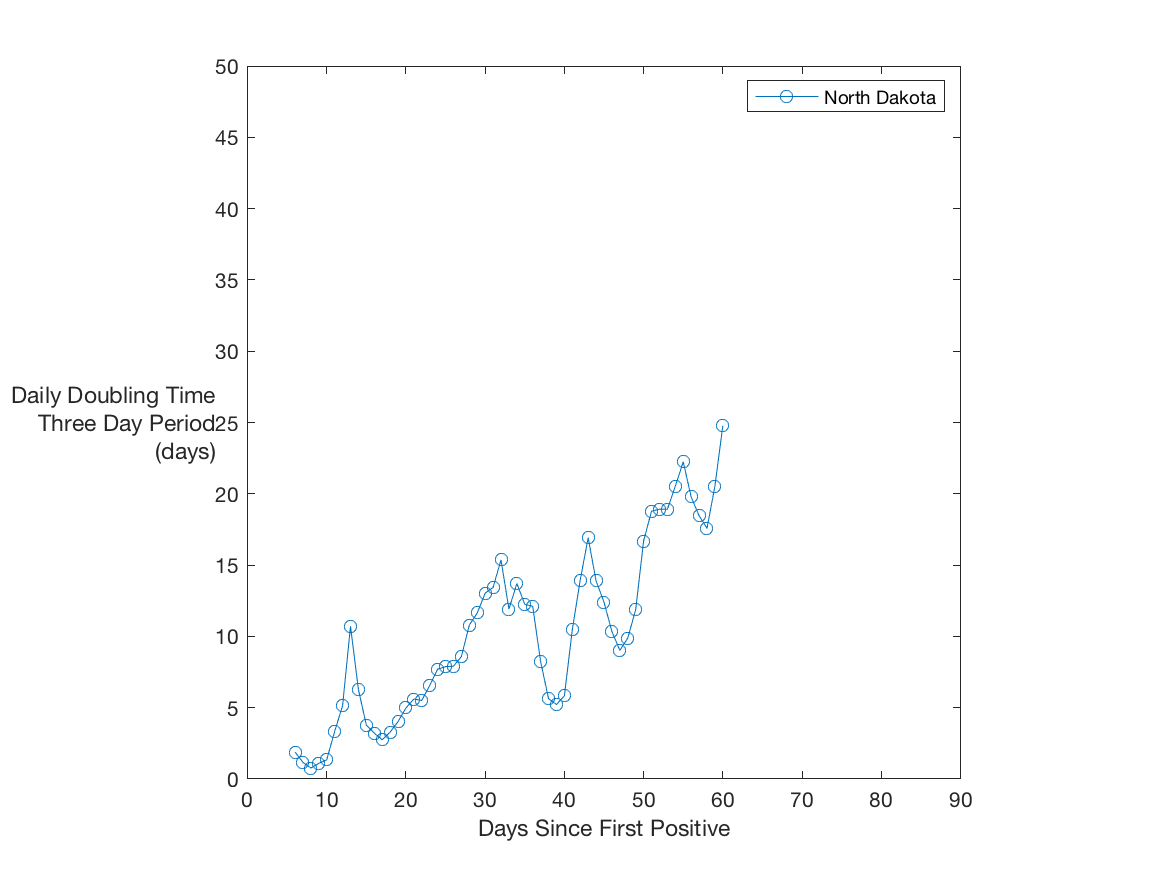 50
North Dakota
45
40
35
30
Daily Doubling Time
Three Day Period
(days)
25
20
15
10
5
0
0 10 20 30 40 50 60 70 80 90
Days Since First Positive